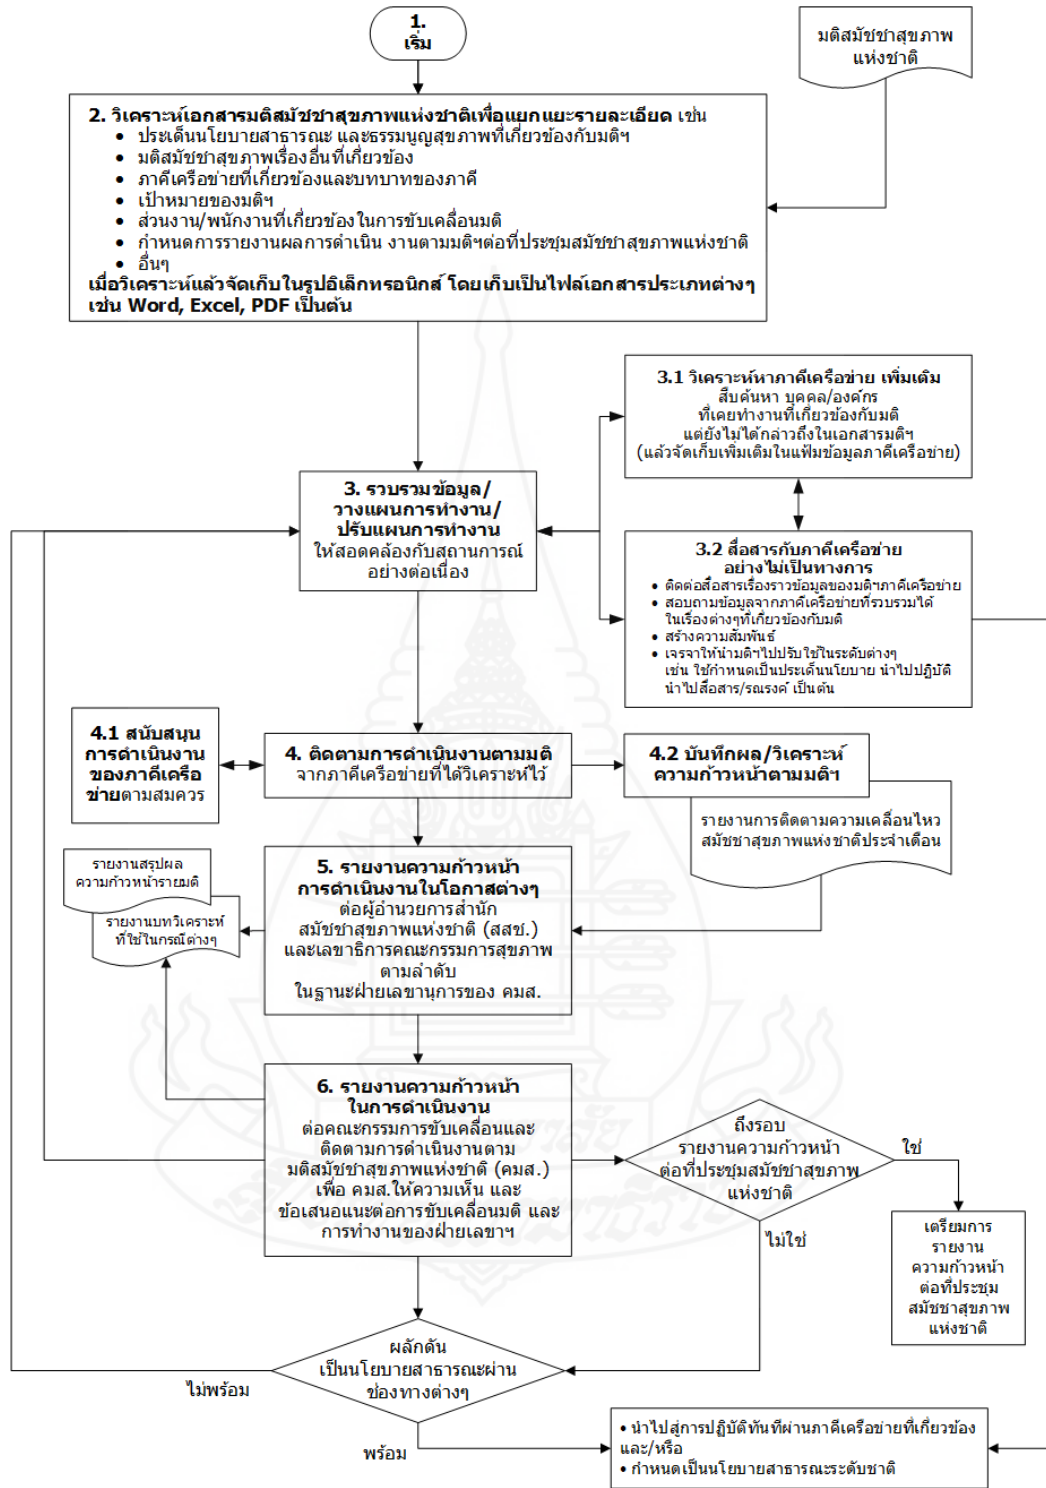 1.
เริ่ม
มติสมัชชาสุขภาพ
แห่งชาติ
2. วิเคราะห์เอกสารมติสมัชชาสุขภาพแห่งชาติเพื่อแยกแยะรายละเอียด เช่น
• ประเด็นนโยบายสาธารณะ และธรรมนูญสุขภาพที่เกี่ยวข้องกับมติฯ
• มติสมัชชาสุขภาพเรื่องอื่นที่เกี่ยวข้อง
• ภาคีเครือข่ายที่เกี่ยวข้องและบทบาทของภาคี
• เป้าหมายของมติฯ
• ส่วนงาน/พนักงานที่เกี่ยวข้องในการขับเคลื่อนมติ
• กำหนดการรายงานผลการดำเนิน งานตามมติฯต่อที่ประชุมสมัชชาสุขภาพแห่งชาติ
• อื่นๆ
เมื่อวิเคราะห์แล้วจัดเก็บในรูปอิเล็กทรอนิกส์ โดยเก็บเป็นไฟล์เอกสารประเภทต่างๆ
เช่น Word, Excel, PDF เป็นต้น
3.1 วิเคราะห์หาภาคีเครือข่าย เพิ่มเติม
สืบค้นหา บุคคล/องค์กร
ที่เคยทำงานที่เกี่ยวข้องกับมติ
แต่ยังไม่ได้กล่าวถึงในเอกสารมติฯ
(แล้วจัดเก็บเพิ่มเติมในแฟ้มข้อมูลภาคีเครือข่าย)
3. รวบรวมข้อมูล/
วางแผนการทำงาน/
ปรับแผนการทำงาน
ให้สอดคล้องกับสถานการณ์
อย่างต่อเนื่อง
3.2 สื่อสารกับภาคีเครือข่าย
อย่างไม่เป็นทางการ
• ติดต่อสื่อสารเรื่องราวข้อมูลของมติฯภาคีเครือข่าย
• สอบถามข้อมูลจากภาคีเครือข่ายที่รวบรวมได้
ในเรื่องต่างๆที่เกี่ยวข้องกับมติ
• สร้างความสัมพันธ์
• เจรจาให้นำมติฯไปปรับใช้ในระดับต่างๆ
เช่น ใช้กำหนดเป็นประเด็นนโยบาย นำไปปฏิบัติ
นำไปสื่อสาร/รณรงค์ เป็นต้น
4.1 สนับสนุน
การดำเนินงาน
ของภาคีเครือ
ข่ายตามสมควร
4. ติดตามการดำเนินงานตามมติ
จากภาคีเครือข่ายที่ได้วิเคราะห์ไว้
4.2 บันทึกผล/วิเคราะห์
ความก้าวหน้าตามมติฯ
รายงานการติดตามความเคลื่อนไหว
สมัชชาสุขภาพแห่งชาติประจำเดือน
รายงานสรุปผล
ความก้าวหน้ารายมติ
รายงานบทวิเคราะห์
ที่ใช้ในกรณีต่างๆ
5. รายงานความก้าวหน้า
การดำเนินงานในโอกาสต่างๆ
ต่อผู้อำนวยการสำนัก
สมัชชาสุขภาพแห่งชาติ (สสช.)
และเลขาธิการคณะกรรมการสุขภาพ
ตามลำดับ
ในฐานะฝ่ายเลขานุการของ คมส.
6. รายงานความก้าวหน้า
ในการดำเนินงาน
ต่อคณะกรรมการขับเคลื่อนและ
ติดตามการดำเนินงานตาม
มติสมัชชาสุขภาพแห่งชาติ (คมส.)
เพื่อ คมส.ให้ความเห็น และ
ข้อเสนอแนะต่อการขับเคลื่อนมติ และ
การทำงานของฝ่ายเลขาฯ
ถึงรอบ
รายงานความก้าวหน้า
ต่อที่ประชุมสมัชชาสุขภาพ
แห่งชาติ
ใช่
ไม่ใช่
เตรียมการ
รายงาน
ความก้าวหน้า
ต่อที่ประชุม
สมัชชาสุขภาพ
แห่งชาติ
ผลักดัน
เป็นนโยบายสาธารณะผ่าน
ช่องทางต่างๆ
ไม่พร้อม
พร้อม
• นำไปสู่การปฏิบัติทันทีผ่านภาคีเครือข่ายที่เกี่ยวข้อง
และ/หรือ
• กำหนดเป็นนโยบายสาธารณะระดับชาติ